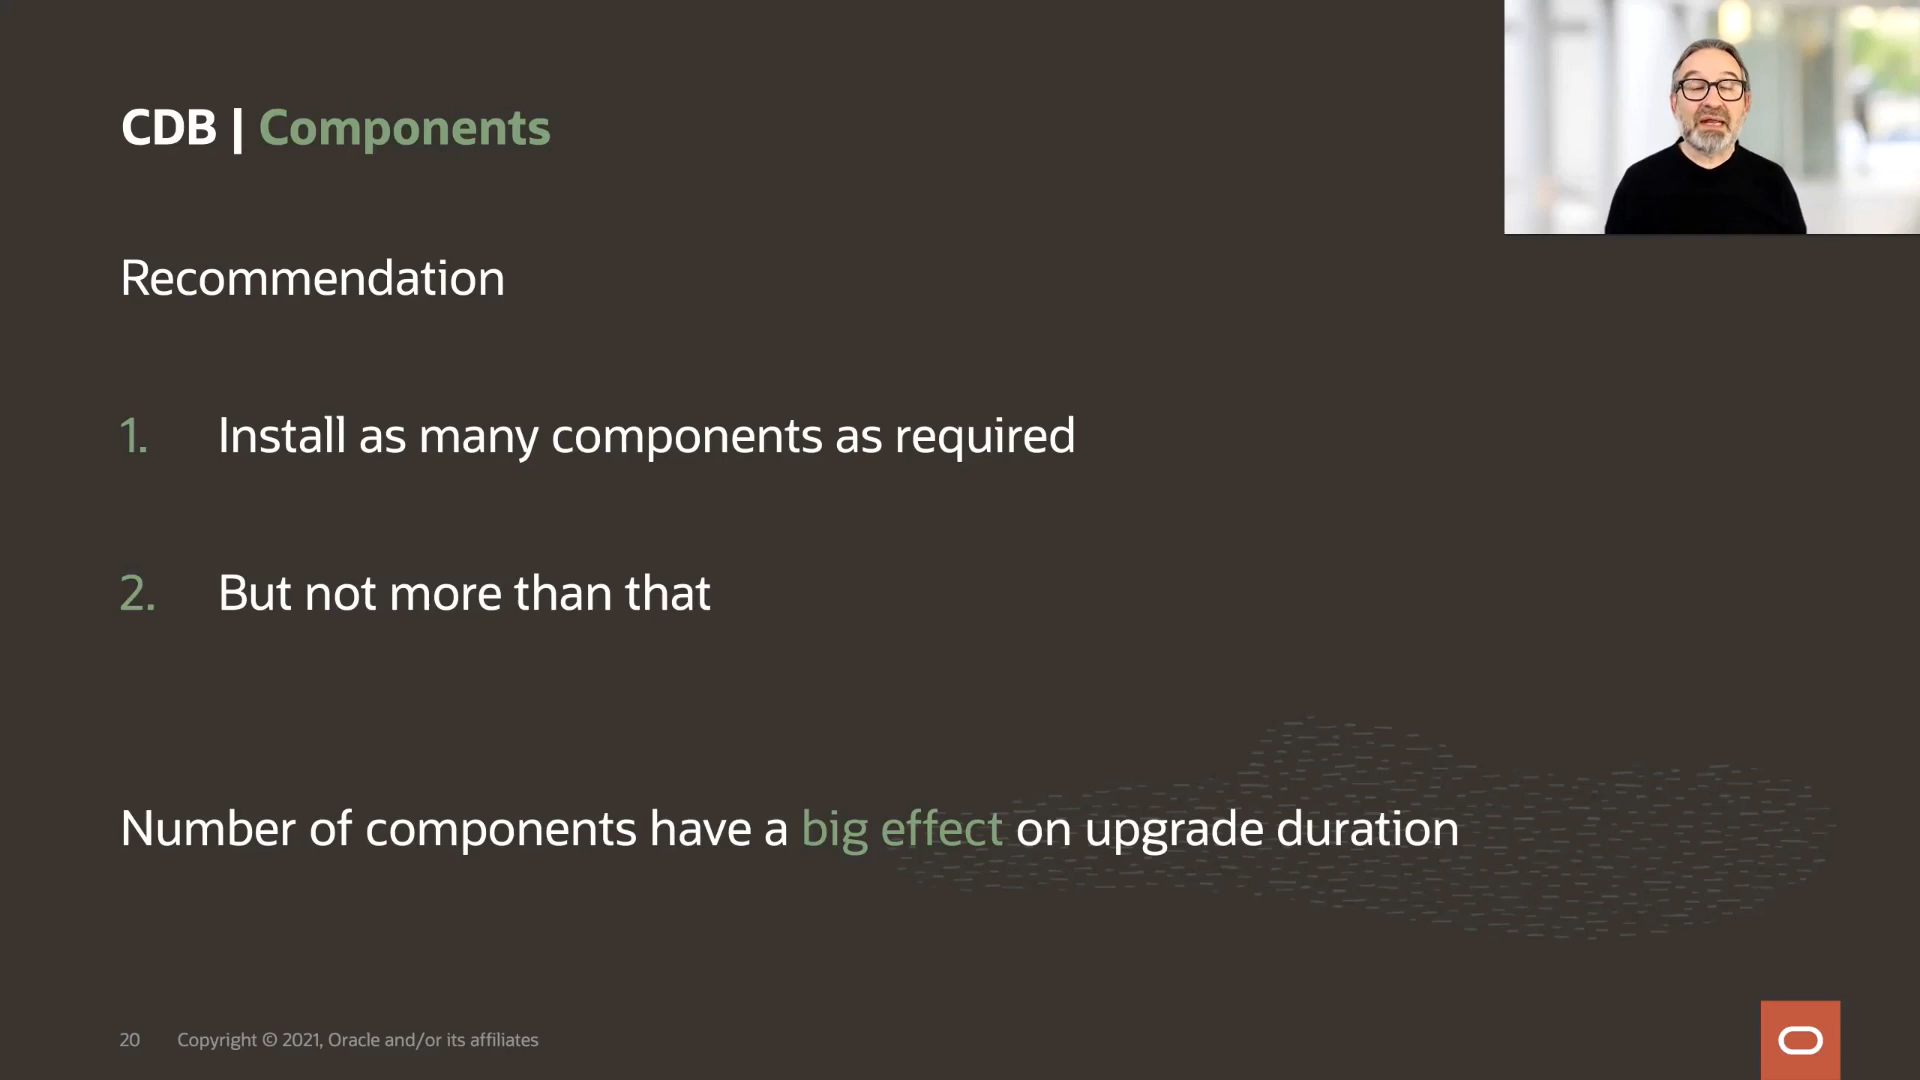 CDB | Components
Recommendation
1. Install as many components as required
2. But not more than that
Number of components have a big effect on upgrade duration
20 Copyright © 2021, Oracle and/or its affiliates